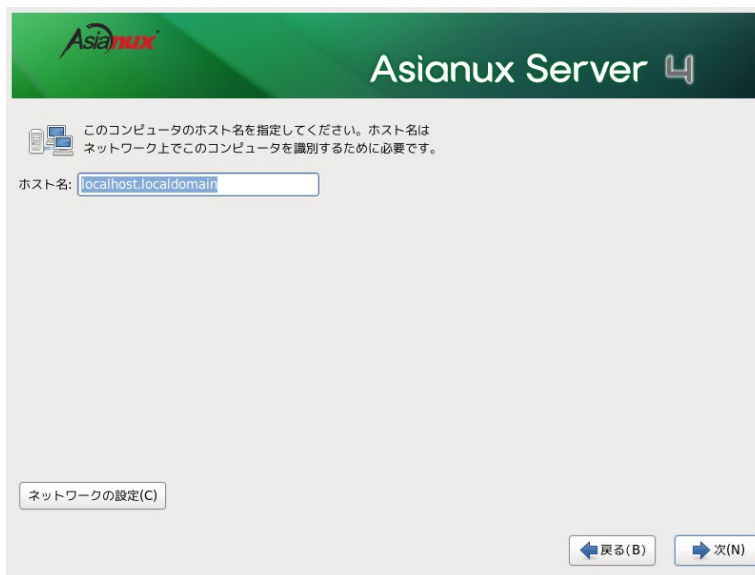 Asianux
Asianux Server 4
このコンピュータのホスト名を指定してください。ホスト名は
ネットワーク上でこのコンピュータを識別するために必要です。
ホスト名: localhost.localdomain
ネットワークの設定(C)
戻る(B) 次(N)